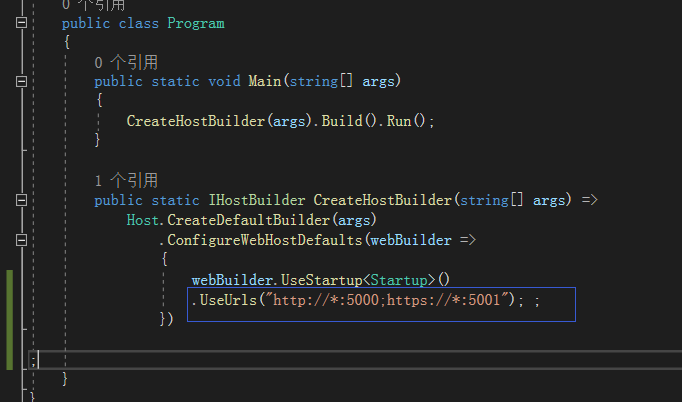 0 个引用
public class Program
{
0 个引用
public static void Main(string[] args)
{
CreateHostBuilder(args).Build().Run();
}
1 个引用
public static IHostBuilder CreateHostBuilder(string[] args) =>
Host.CreateDefaultBuilder(args)
.ConfigureWebHostDefaults(webBuilder =>
{
webBuilder.UseStartup<Startup>()
.UseUrls("http://*:5000;https://*:5001"); ;
})
;
}
}